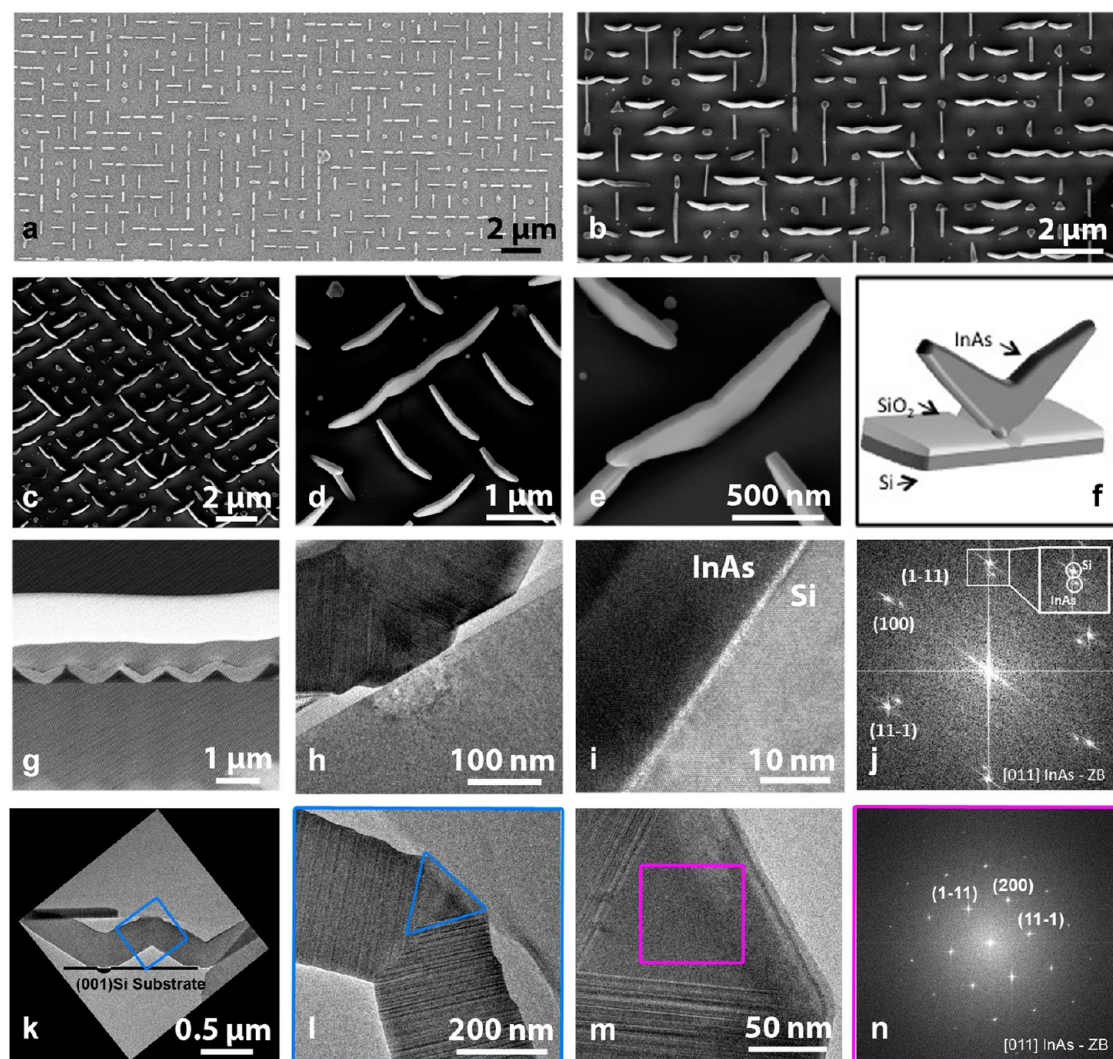 a
2 μm
b
2 μm
c
2 μm
d
1 μm
e
500 nm
InAs
SiO2
Si
f
g
1 μm
h
100 nm
InAs
Si
i
10 nm
(1-11)
Si
InAs
(100)
(11-1)
j
[011] InAs - ZB
(001)Si Substrate
k
0.5 μm
l
200 nm
m
50 nm
(1-11)
(200)
(11-1)
n
[011] InAs - ZB